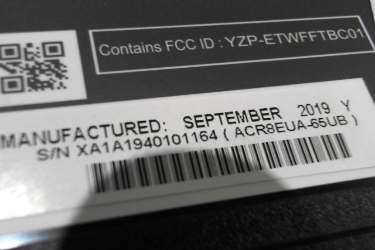 Contains FCC ID : YZP-ETWFFTBC01
MANUFACTURED: SEPTEMBER 2019 Y
S/N XA1A1940101164 ( ACR8EUA-65UB )